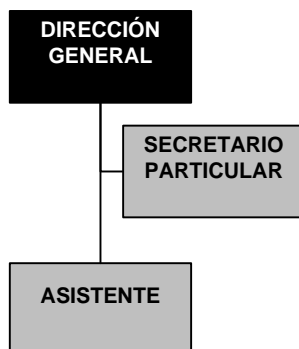 DIRECCIÓN
GENERAL
SECRETARIO
PARTICULAR
ASISTENTE